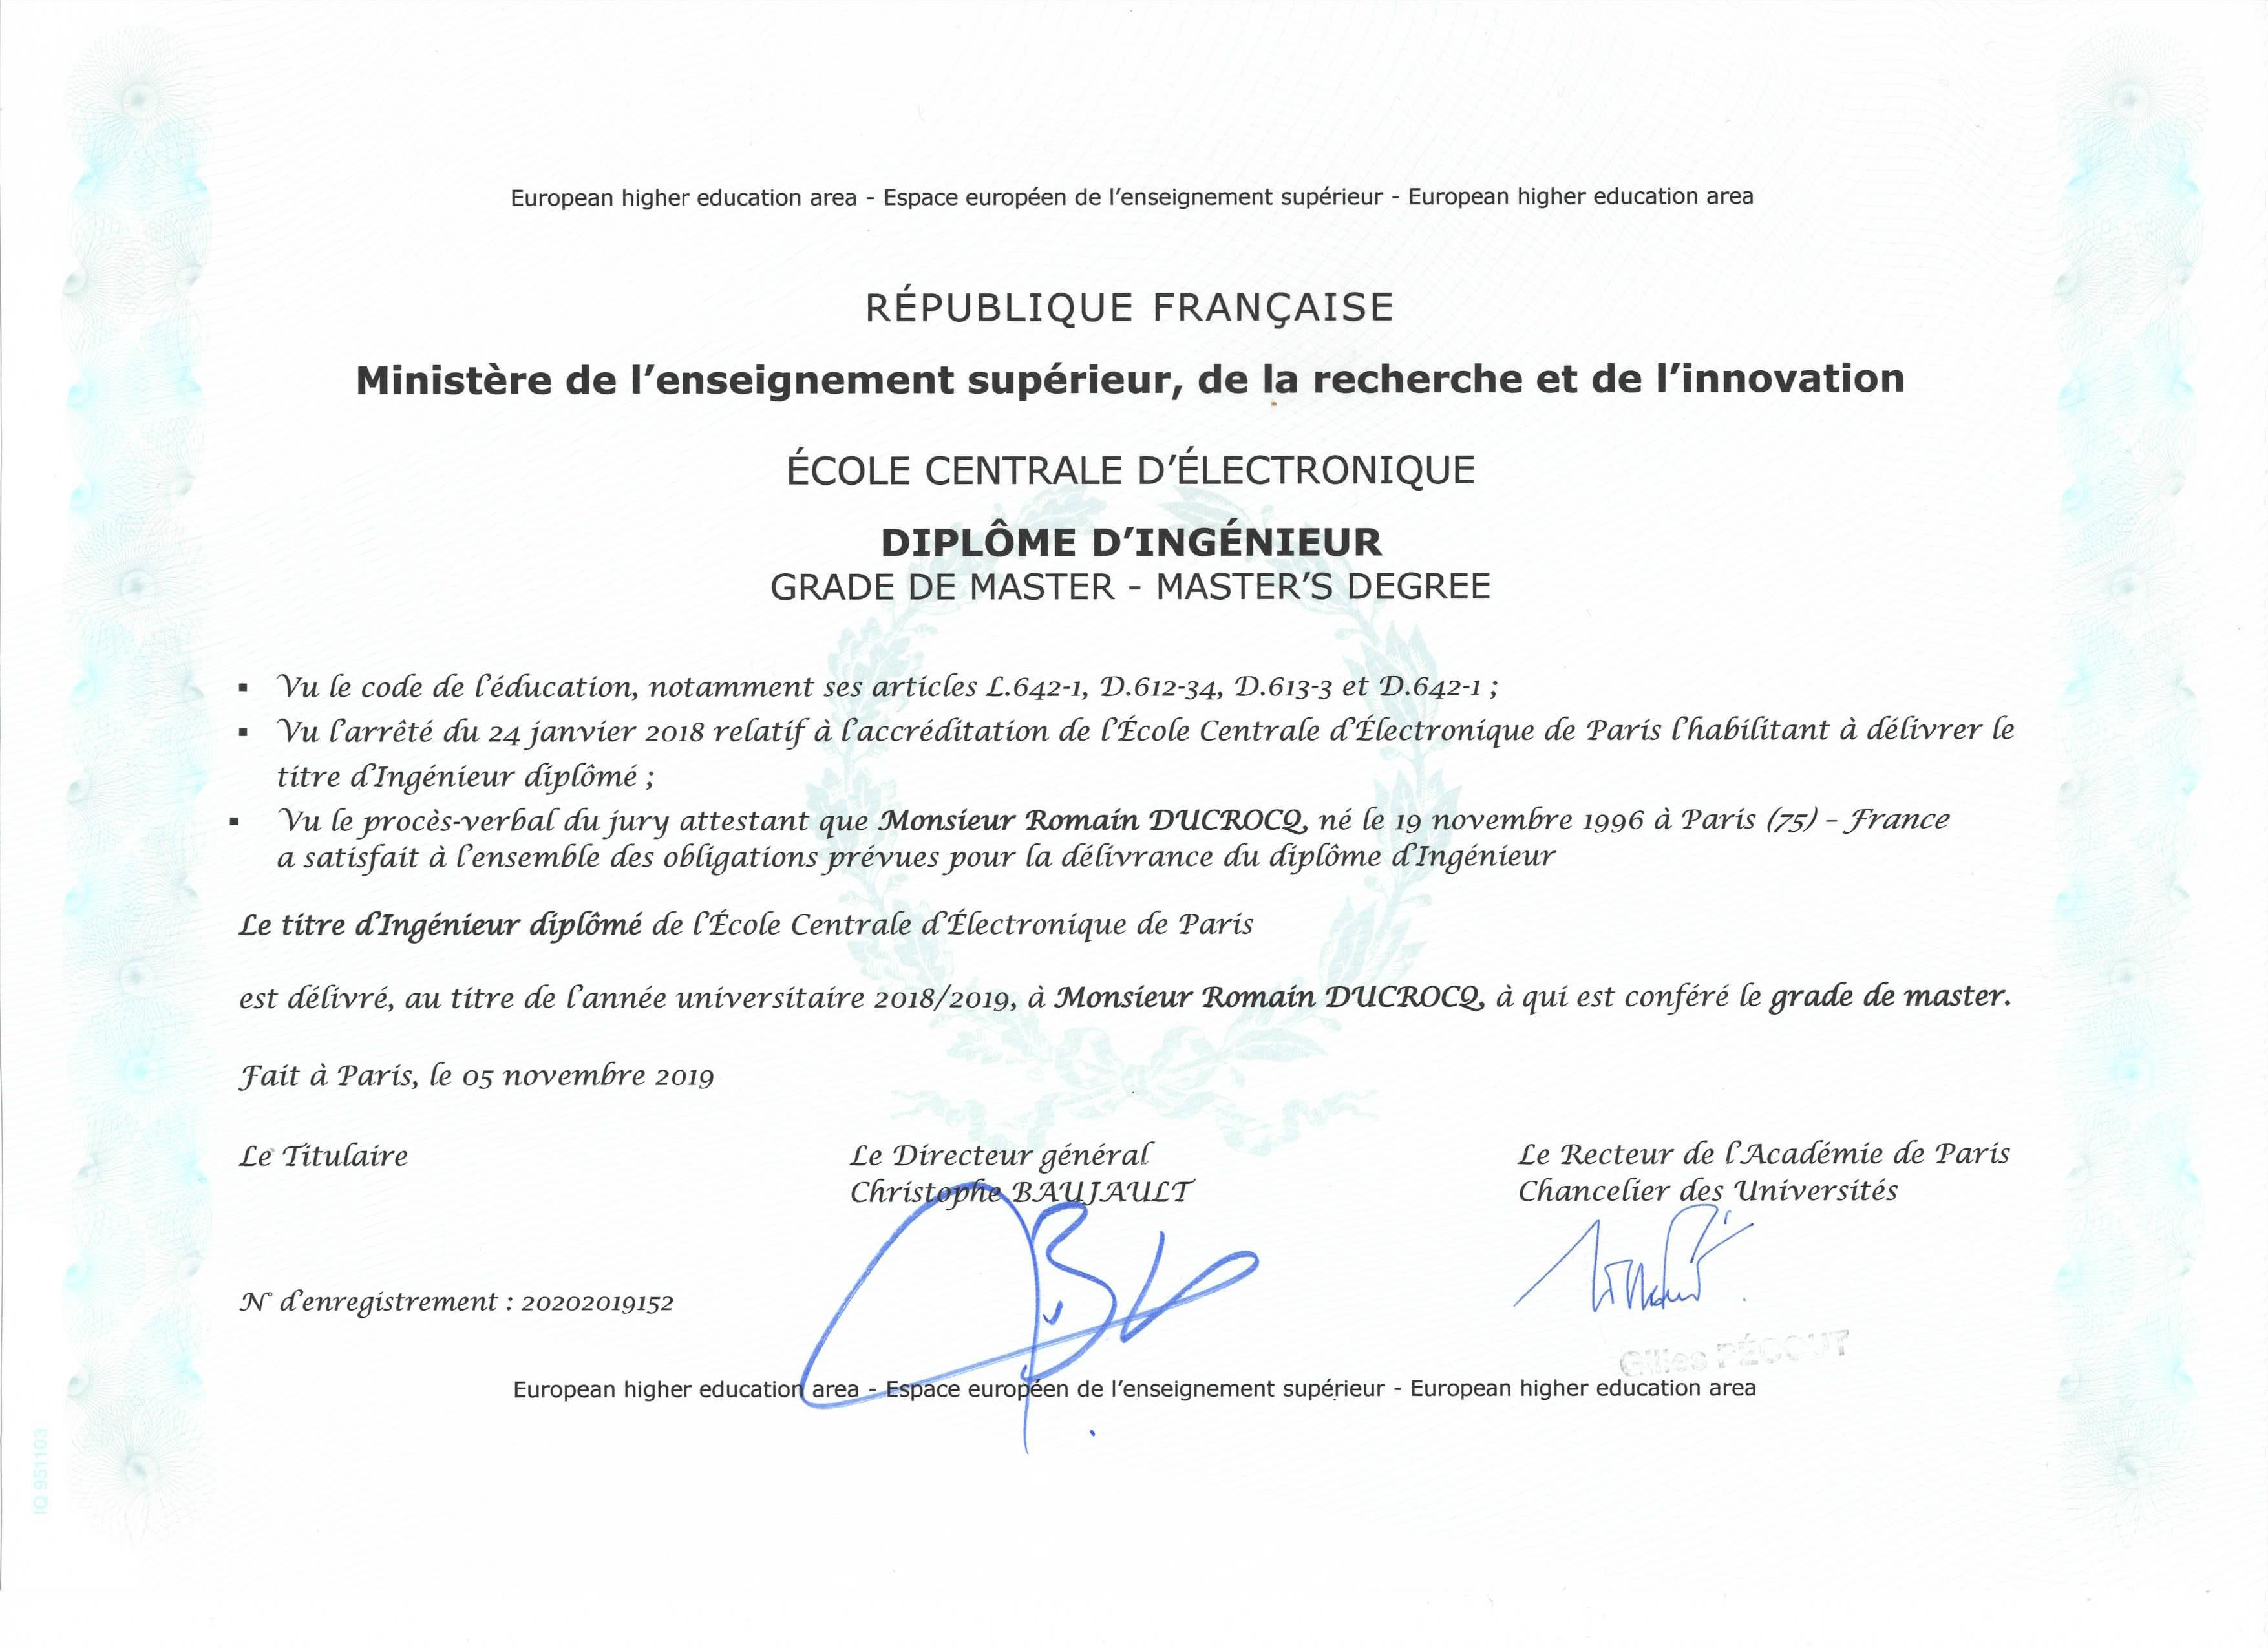 European higher education area - Espace européen de l'enseignement supérieur - European higher education area
RÉPUBLIQUE FRANÇAISE
Ministère de l'enseignement supérieur, de la recherche et de l'innovation
ÉCOLE CENTRALE D'ÉLECTRONIQUE
DIPLÔME D'INGÉNIEUR
GRADE DE MASTER - MASTER'S DEGREE
▪ Vu le code de l'éducation, notamment ses articles L.642-1, D.612-34, D.613-3 et D.642-1 ;
▪ Vu l'arrêté du 24 janvier 2018 relatif à l'accréditation de l'École Centrale d'Électronique de Paris l'habilitant à délivrer le
titre d'Ingénieur diplômé ;
▪ Vu le procès-verbal du jury attestant que Monsieur Romain DUCROCQ, né le 19 novembre 1996 à Paris (75) – France
a satisfait à l'ensemble des obligations prévues pour la délivrance du diplôme d'Ingénieur
Le titre d'Ingénieur diplômé de l'École Centrale d'Électronique de Paris
est délivré, au titre de l'année universitaire 2018/2019, à Monsieur Romain DUCROCQ, à qui est conféré le grade de master.
Fait à Paris, le 05 novembre 2019
Le Titulaire
Le Directeur général
Christophe BAUJAULT
Le Recteur de l'Académie de Paris
Chancelier des Universités
N° d'enregistrement : 20202019152
Gilles PÉCOUT
European higher education area - Espace européen de l'enseignement supérieur - European higher education area
IQ 951103